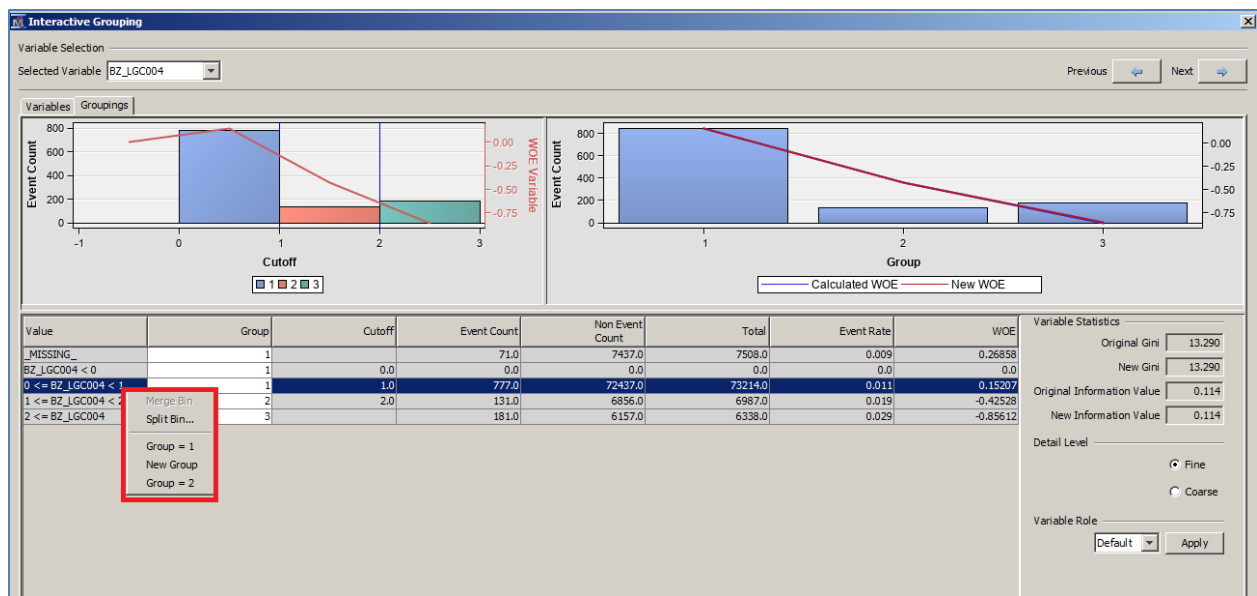 Interactive Grouping
Variable Selection
Selected Variable BZ_LGC004
Previous Next
Variables Groupings
800
600
400
200
0
Event Count
0.00
-0.25
-0.50
-0.75
WOE Variable
-1 0 1 2 3
Cutoff
1 2 3
800
600
400
200
0
Event Count
0.00
-0.25
-0.50
-0.75
1 2 3
Group
Calculated WOE New WOE
Value Group Cutoff Event Count Non Event Count Total Event Rate WOE
_MISSING_ 1 71.0 7437.0 7508.0 0.009 0.26858
BZ_LGC004 < 0 1 0.0 0.0 0.0 0.0 0.0 0.0
0 <= BZ_LGC004 < 1 1 1.0 777.0 72437.0 73214.0 0.011 0.15207
1 <= BZ_LGC004 < 2 2 2.0 131.0 6856.0 6987.0 0.019 -0.42528
2 <= BZ_LGC004 3 181.0 6157.0 6338.0 0.029 -0.85612
Merge Bin
Split Bin...
Group = 1
New Group
Group = 2
Variable Statistics
Original Gini 13.290
New Gini 13.290
Original Information Value 0.114
New Information Value 0.114
Detail Level
Fine
Coarse
Variable Role
Default Apply